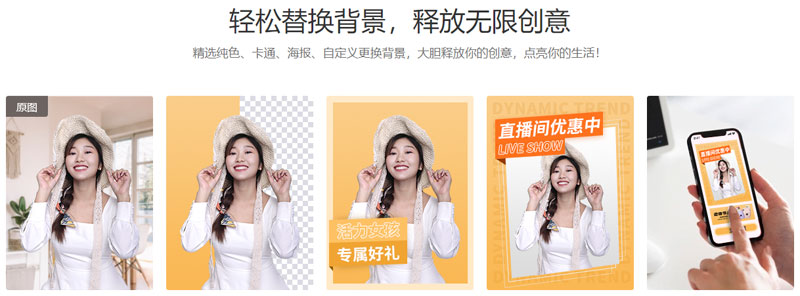 轻松替换背景，释放无限创意
精选纯色、卡通、海报、自定义更换背景，大胆释放你的创意，点亮你的生活！
原图
活力女孩
专属好礼
DYNAMIC TREND
直播间优惠中
LIVE SHOW
DYNAMIC TREND
直播间优惠中